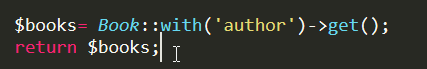 $books= Book::with('author')->get();
return $books;